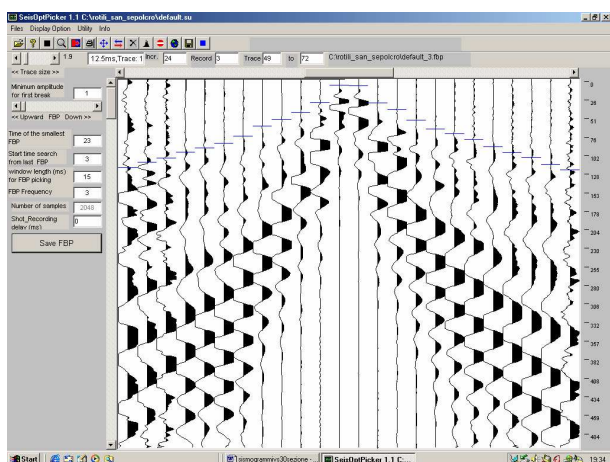 SeisOptPicker 1.1 C:\rotili_san_sepolcro\default.su
Files Display Option Utility Info
1.9 12.5ms,Trace: 1 Incr. 24 Record 3 Trace 49 to 72 C:\rotili_san_sepolcro\default_3.fbp
<< Trace size >>
Minimum amplitude for first break 1
<< Upward FBP Down >>
Time of the smallest FBP 23
Start time search from last FBP 3
window length (ms) for FBP picking 15
FBP Frequency 3
Number of samples 2048
Shot_Recording delay (ms) 0
Save FBP
0
26
51
77
102
128
153
179
204
230
255
281
306
332
357
383
408
434
459
484
Start
sismogrammivs30sezione - ...
SeisOptPicker 1.1 C:...
19:34